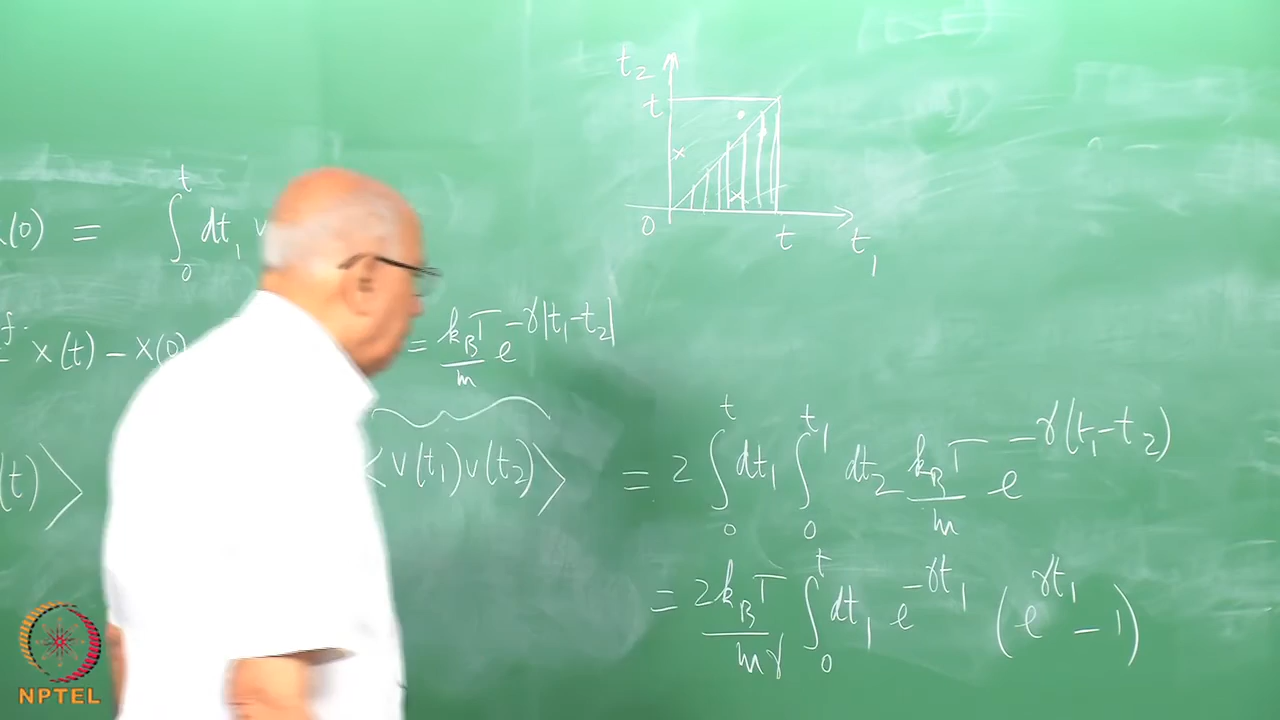 t₂
t
0 t t₁
x(0) = ∫₀ᵗ dt₁ v
x(t) – x(0) = k_BT/m e^{-γ|t₁-t₂|}
(t)⟩ ⟨v(t₁)v(t₂)⟩ = 2 ∫₀ᵗ dt₁ ∫₀^{t₁} dt₂ k_BT/m e^{-γ(t₁-t₂)}
= 2k_BT/mγ ∫₀ᵗ dt₁ e^{-γt₁} (e^{γt₁} – 1)
NPTEL